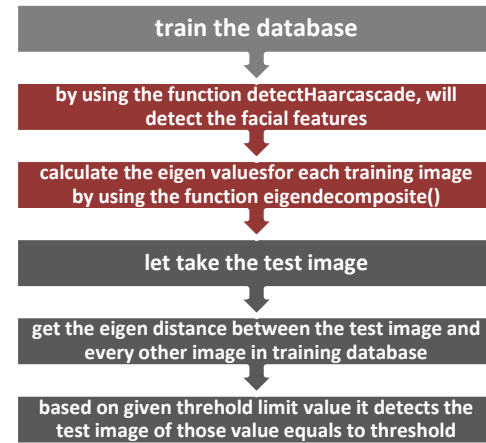 train the database
by using the function detectHaarcascade, will
detect the facial features
calculate the eigen valuesfor each training image
by using the function eigendecomposite()
let take the test image
get the eigen distance between the test image and
every other image in training database
based on given threhold limit value it detects the
test image of those value equals to threshold